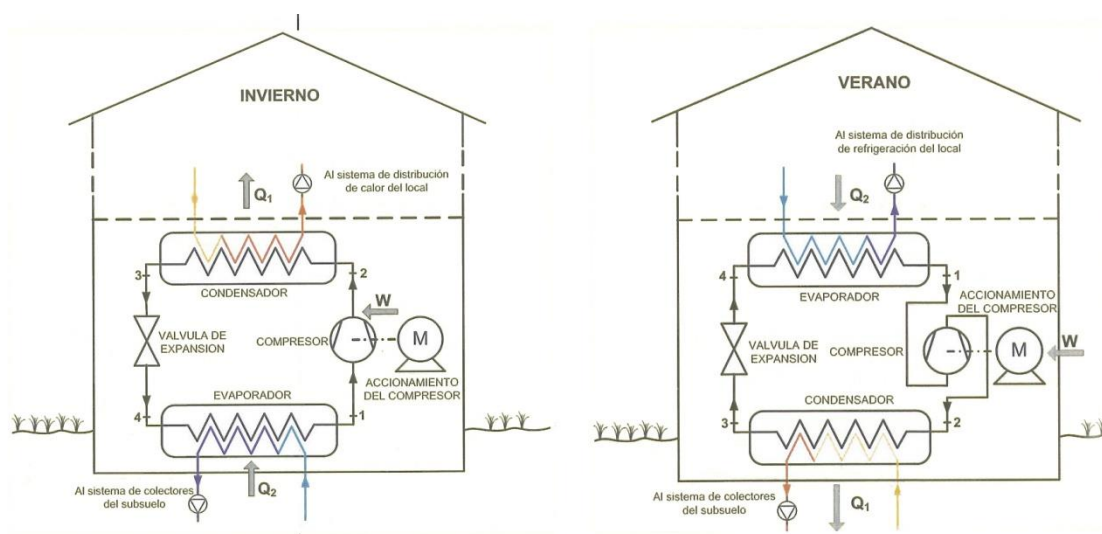 INVIERNO
Al sistema de distribución
de calor del local
Q1
3
2
CONDENSADOR
W
VALVULA DE
EXPANSION
COMPRESOR
M
ACCIONAMIENTO
DEL COMPRESOR
EVAPORADOR
4
1
Al sistema de colectores
del subsuelo
Q2
VERANO
Al sistema de distribución
de refrigeración del local
Q2
4
1
EVAPORADOR
ACCIONAMIENTO
DEL COMPRESOR
VALVULA DE
EXPANSION
COMPRESOR
M
W
CONDENSADOR
3
2
Al sistema de colectores
del subsuelo
Q1